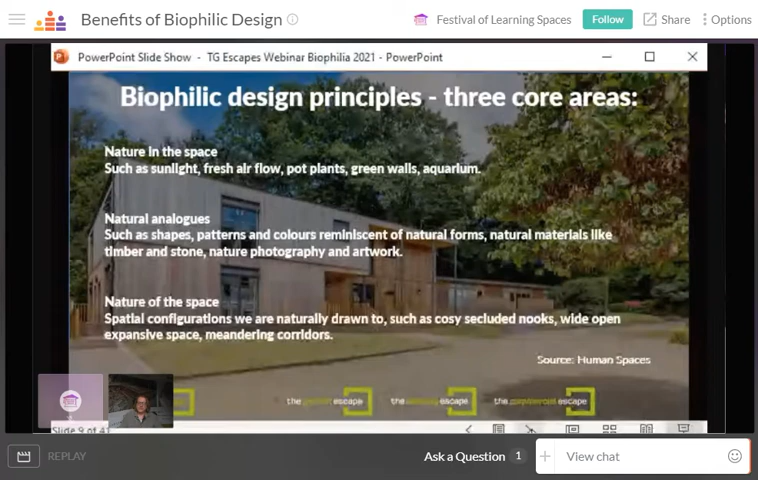 Benefits of Biophilic Design
Festival of Learning Spaces
Follow
Share
Options
PowerPoint Slide Show - TG Escapes Webinar Biophilia 2021 - PowerPoint
Biophilic design principles - three core areas:
Nature in the space
Such as sunlight, fresh air flow, pot plants, green walls, aquarium.
Natural analogues
Such as shapes, patterns and colours reminiscent of natural forms, natural materials like
timber and stone, nature photography and artwork.
Nature of the space
Spatial configurations we are naturally drawn to, such as cosy secluded nooks, wide open
expansive space, meandering corridors.
Source: Human Spaces
the escape
the escape
the escape
Slide 9 of 41
REPLAY
Ask a Question 1
View chat